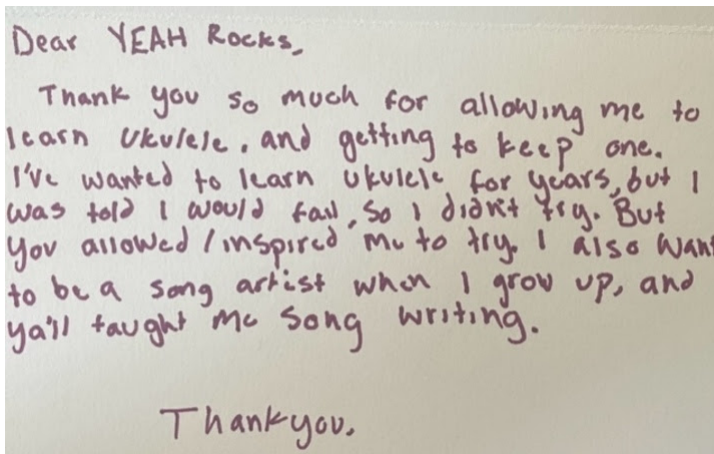 Dear YEAH Rocks,
Thank you so much for allowing me to
learn Ukulele. and getting to keep one.
I've wanted to learn ukulele for years, but I
was told I would fail, so I didn't try. But
you allowed/inspired me to try. I also want
to be a song artist when I grow up, and
ya'll taught me song writing.
Thankyou.